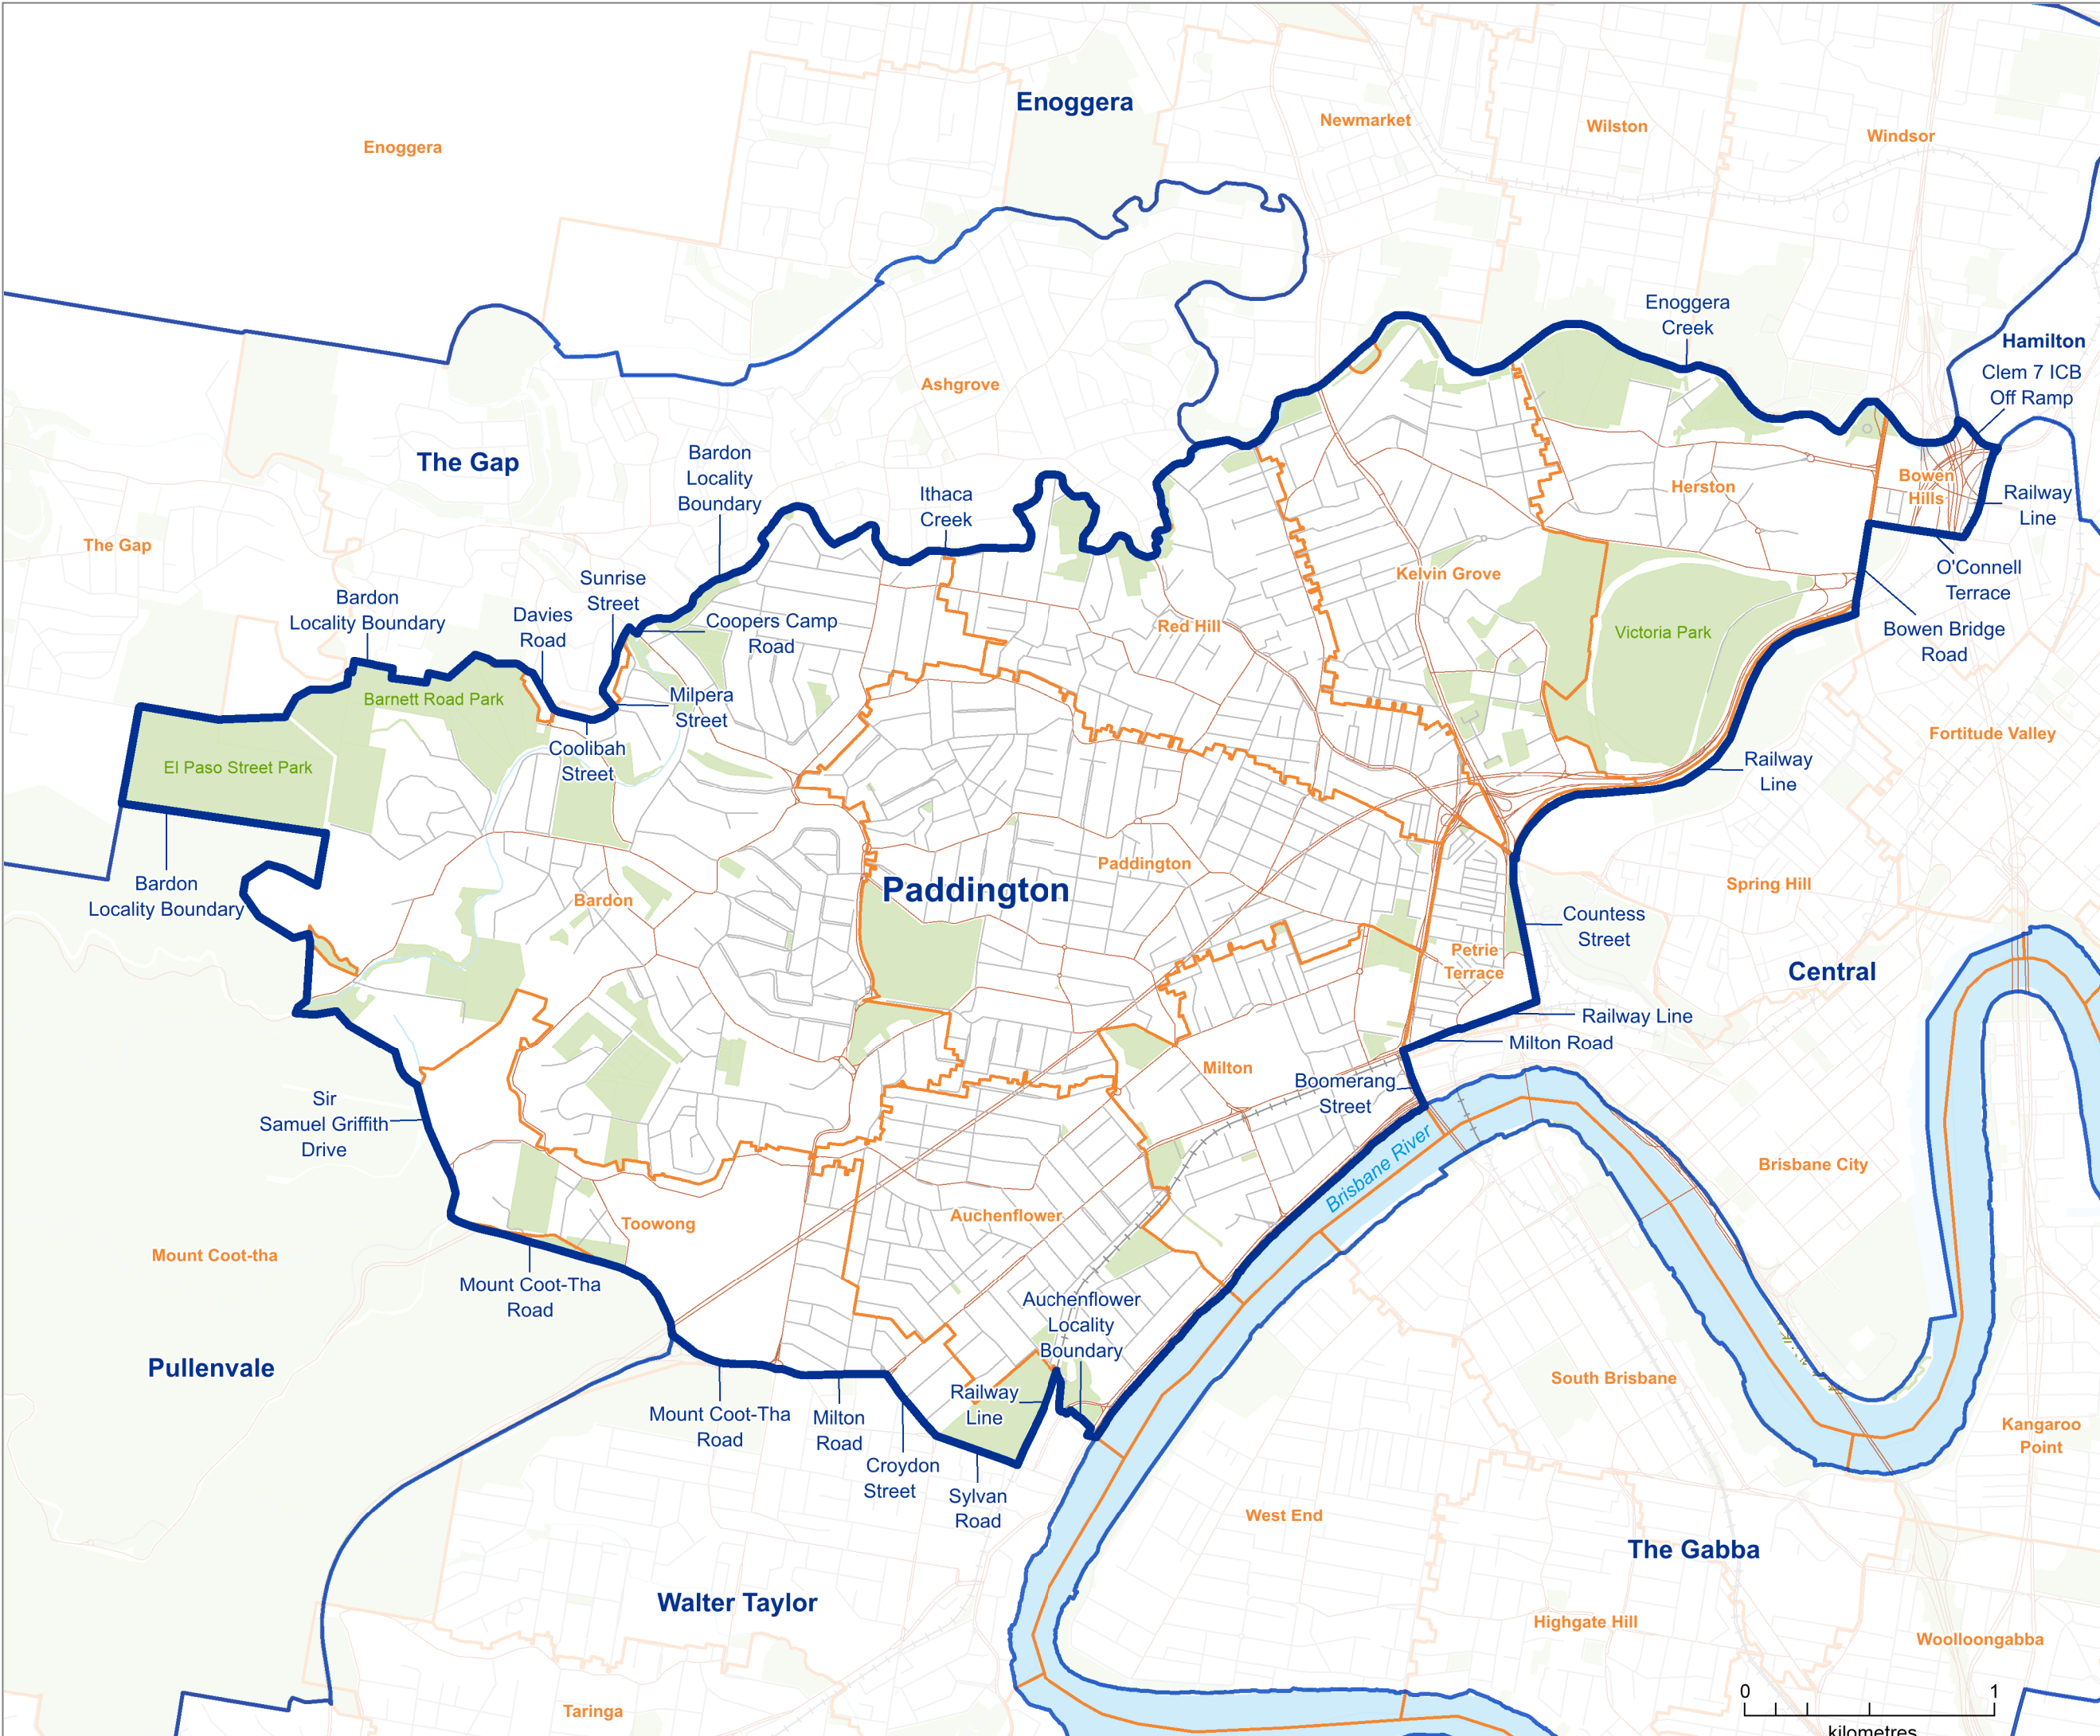 Enoggera
Newmarket
Wilston
Windsor
Enoggera
Enoggera
Creek
Hamilton
Clem 7 ICB
Off Ramp
Ashgrove
The Gap
Bardon
Locality
Boundary
Ithaca
Creek
Herston
Bowen
Hills
Railway
Line
The Gap
Sunrise
Street
Kelvin Grove
O'Connell
Terrace
Bardon
Locality Boundary
Davies
Road
Coopers Camp
Road
Red Hill
Victoria Park
Bowen Bridge
Road
Barnett Road Park
Milpera
Street
Coolibah
Street
El Paso Street Park
Fortitude Valley
Railway
Line
Bardon
Locality Boundary
Bardon
Paddington
Paddington
Spring Hill
Countess
Street
Petrie
Terrace
Central
Railway Line
Milton Road
Milton
Boomerang
Street
Sir
Samuel Griffith
Drive
Brisbane River
Brisbane City
Toowong
Auchenflower
Mount Coot-tha
Mount Coot-Tha
Road
Auchenflower
Locality
Boundary
Pullenvale
South Brisbane
Railway
Line
Mount Coot-Tha
Road
Milton
Road
Croydon
Street
Sylvan
Road
Kangaroo
Point
West End
The Gabba
Walter Taylor
Highgate Hill
Woolloongabba
Taringa
0 1
kilometres